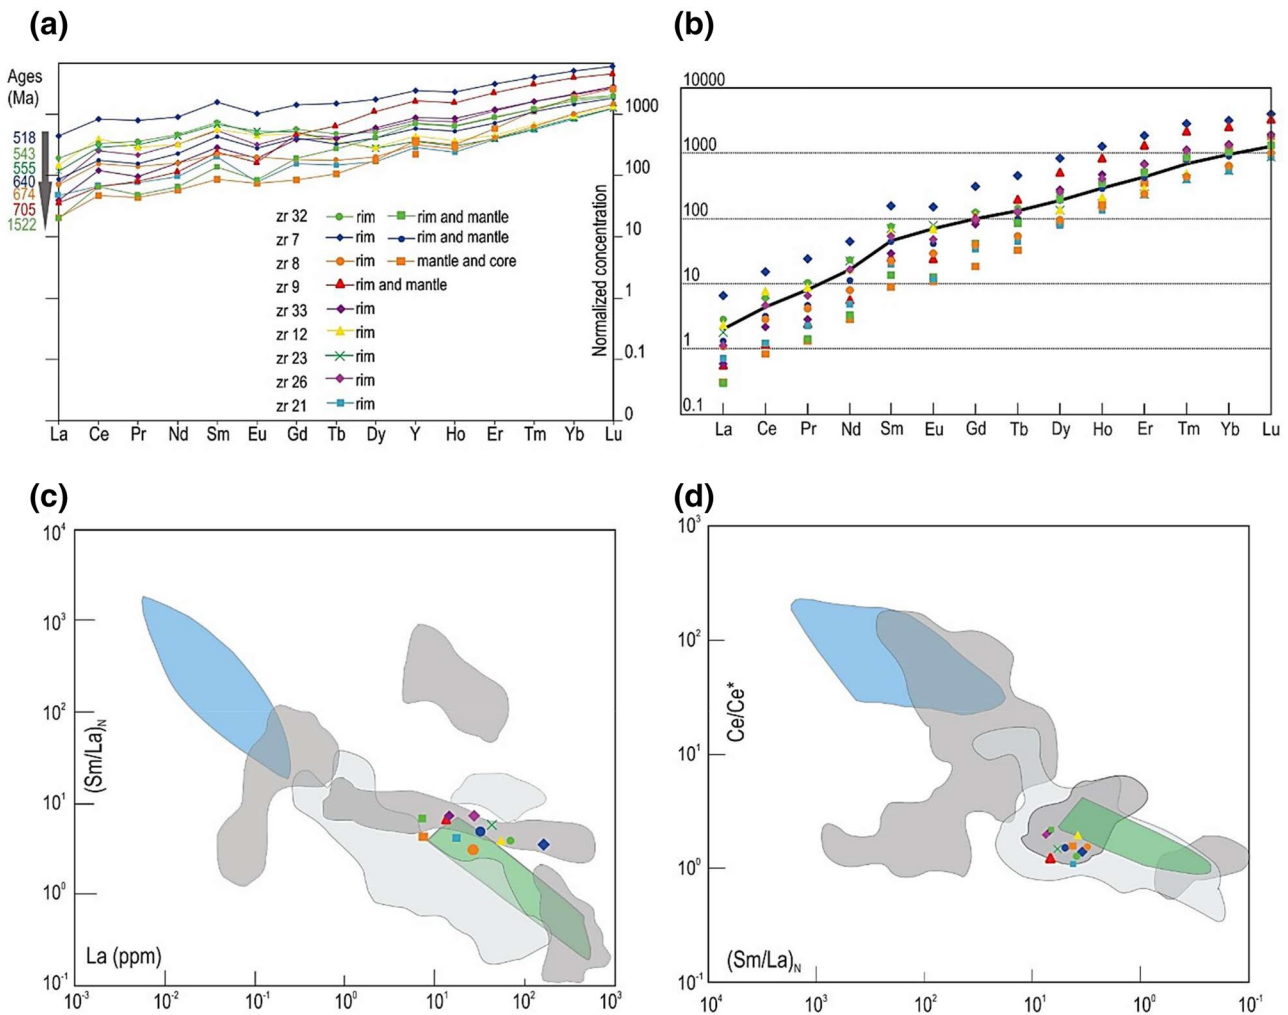 (a)
Ages
(Ma)
518
543
555
640
674
705
1522
1000
100
10
1
0.1
0
Normalized concentration
zr 32 rim rim and mantle
zr 7 rim rim and mantle
zr 8 rim mantle and core
zr 9 rim and mantle
zr 33 rim
zr 12 rim
zr 23 rim
zr 26 rim
zr 21 rim
La Ce Pr Nd Sm Eu Gd Tb Dy Y Ho Er Tm Yb Lu
(b)
10000
1000
100
10
1
0.1
La Ce Pr Nd Sm Eu Gd Tb Dy Ho Er Tm Yb Lu
(c)
10⁴
10³
10²
10¹
10⁰
10⁻¹
(Sm/La)N
La (ppm)
10⁻³ 10⁻² 10⁻¹ 10⁰ 10¹ 10² 10³
(d)
10³
10²
10¹
10⁰
10⁻¹
Ce/Ce*
(Sm/La)N
10⁴ 10³ 10² 10¹ 10⁰ 10⁻¹